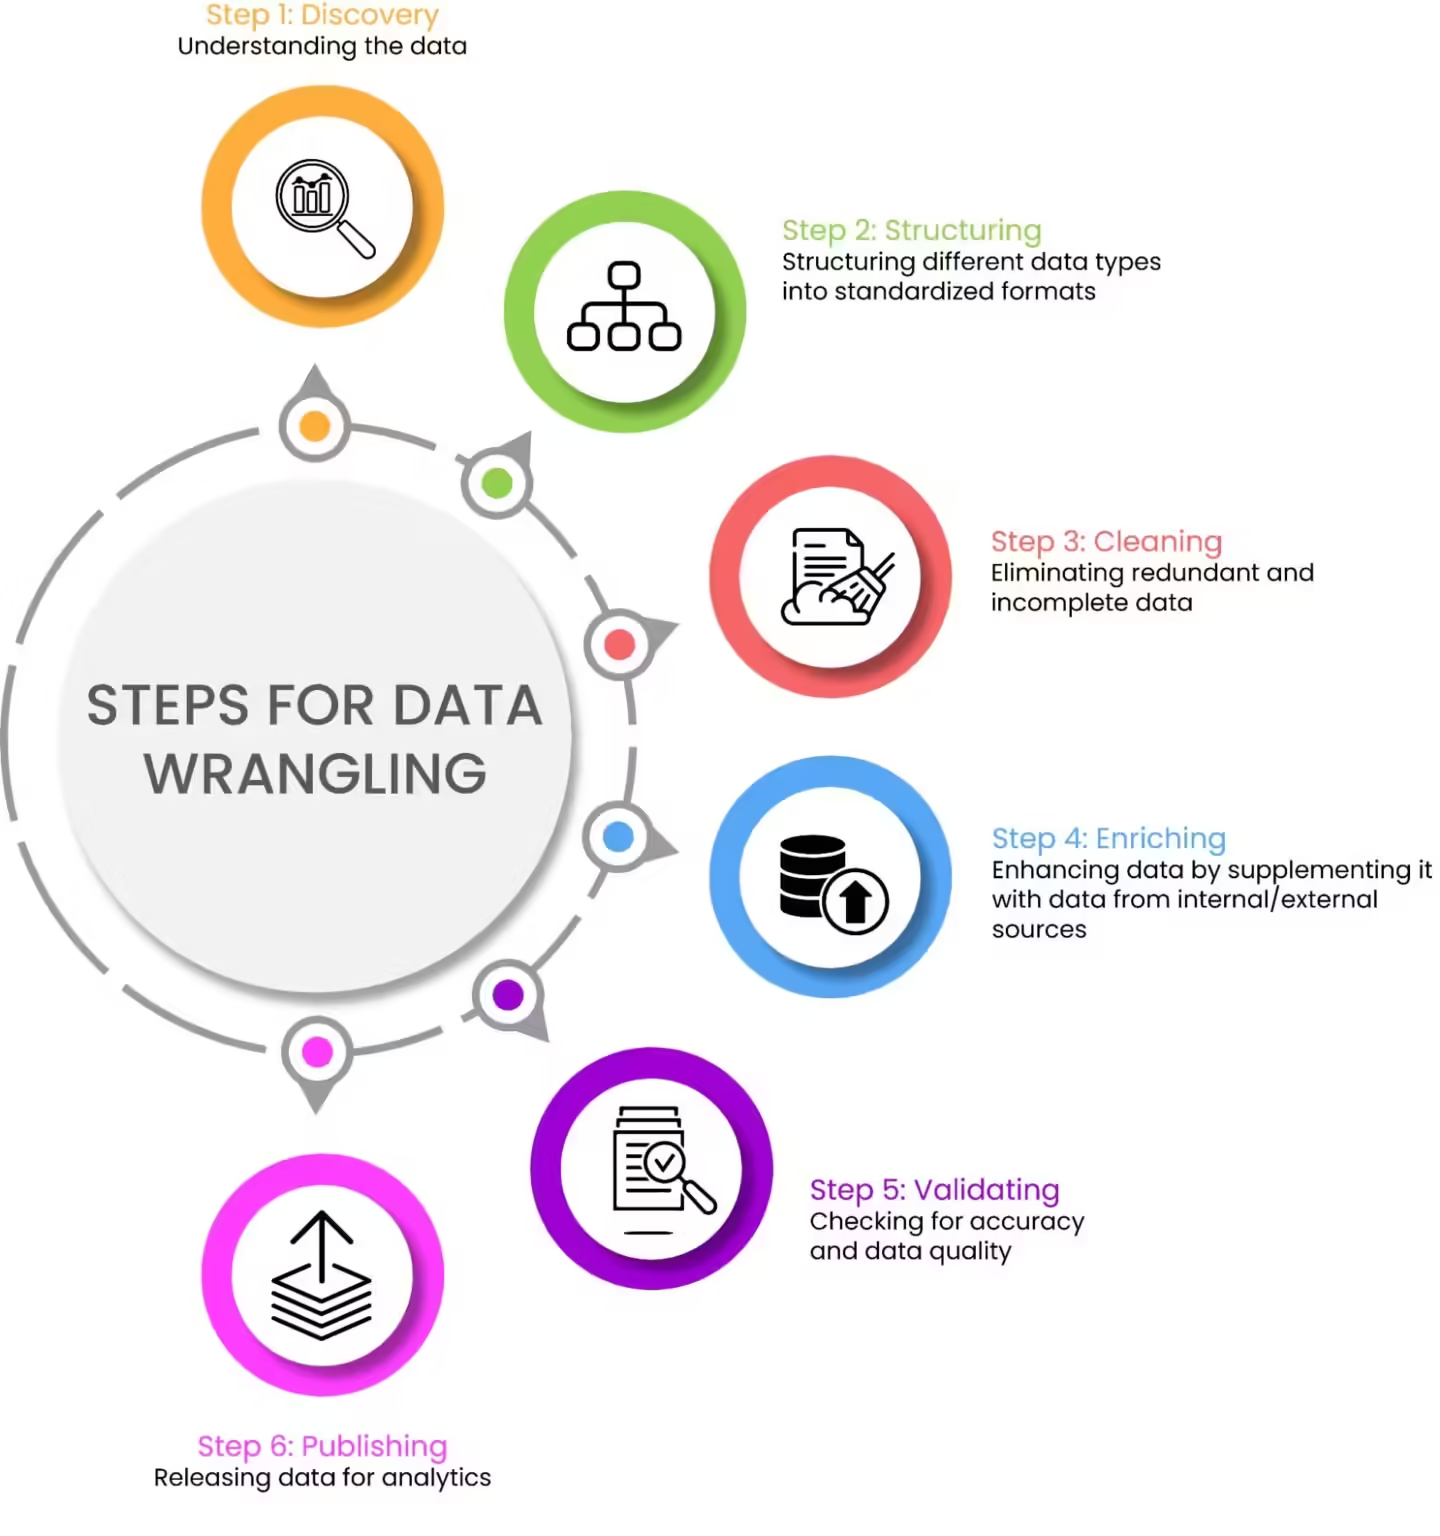 Step 1: Discovery
Understanding the data
Step 2: Structuring
Structuring different data types
into standardized formats
Step 3: Cleaning
Eliminating redundant and
incomplete data
STEPS FOR DATA
WRANGLING
Step 4: Enriching
Enhancing data by supplementing it
with data from internal/external
sources
Step 5: Validating
Checking for accuracy
and data quality
Step 6: Publishing
Releasing data for analytics